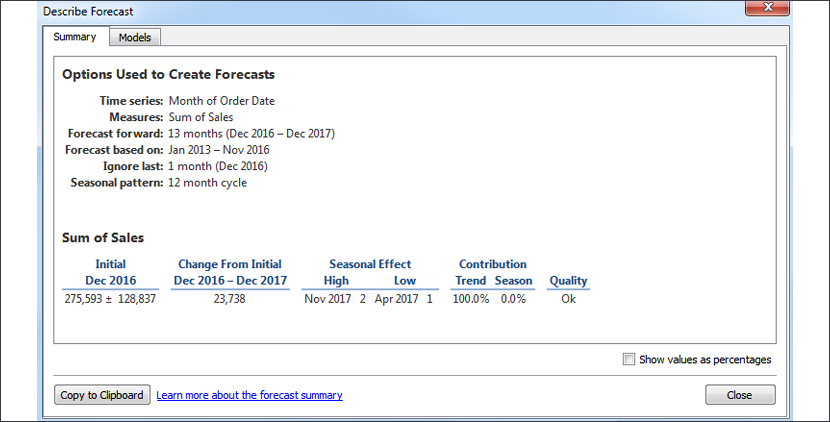 Describe Forecast
Summary Models
Options Used to Create Forecasts
Time series: Month of Order Date
Measures: Sum of Sales
Forecast forward: 13 months (Dec 2016 – Dec 2017)
Forecast based on: Jan 2013 – Nov 2016
Ignore last: 1 month (Dec 2016)
Seasonal pattern: 12 month cycle
Sum of Sales
Initial Change From Initial Seasonal Effect Contribution
Dec 2016 Dec 2016 – Dec 2017 High Low Trend Season Quality
275,593 ± 128,837 23,738 Nov 2017 2 Apr 2017 1 100.0% 0.0% Ok
Show values as percentages
Copy to Clipboard Learn more about the forecast summary Close